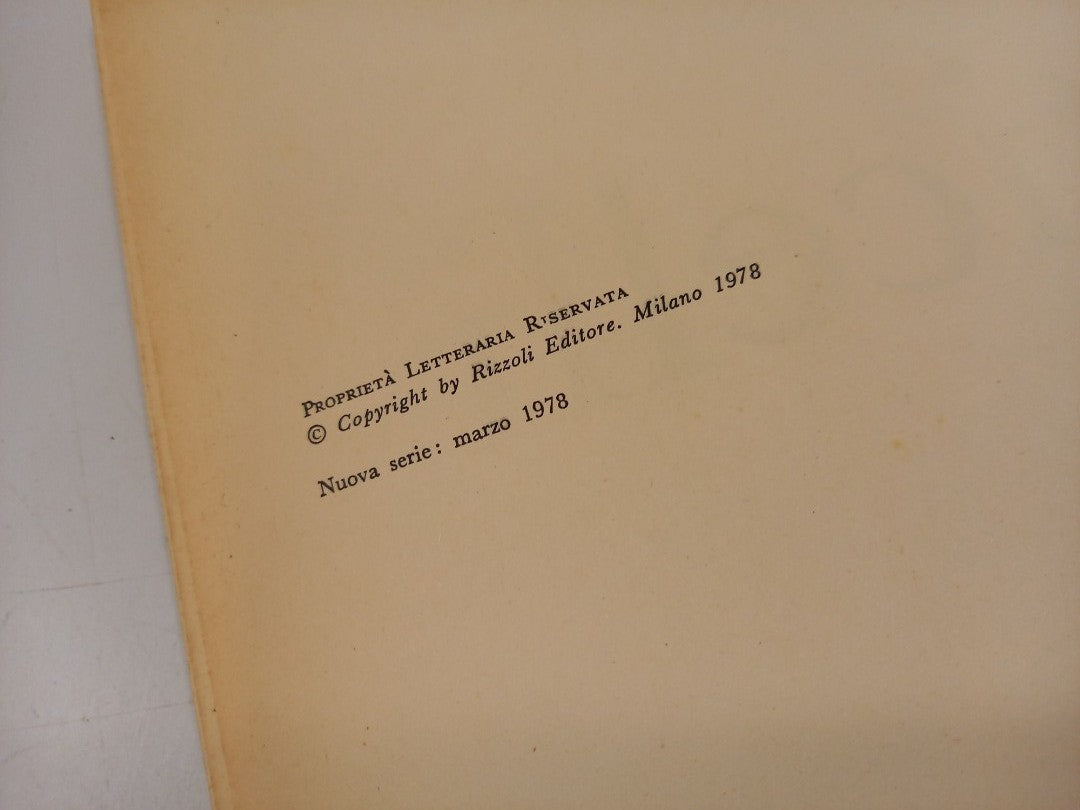 PROPRIETÀ LETTERARIA RISERVATA
© Copyright by Rizzoli Editore. Milano 1978
Nuova serie: marzo 1978